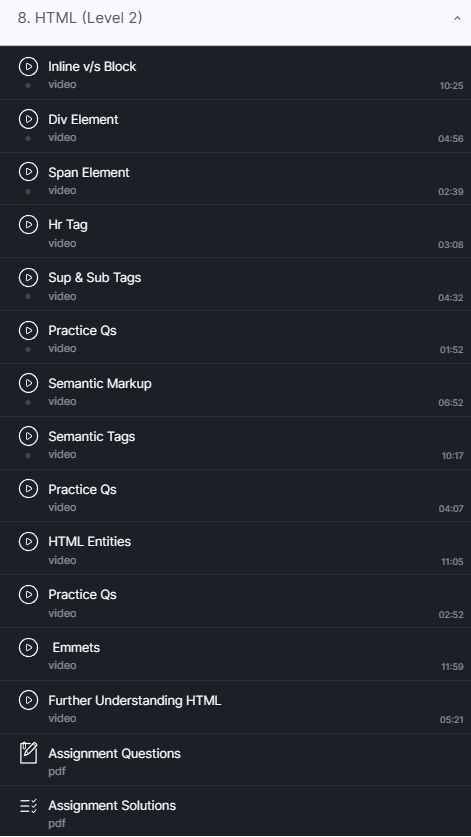 8. HTML (Level 2)
Inline v/s Block
video
10:25
Div Element
video
04:56
Span Element
video
02:39
Hr Tag
video
03:08
Sup & Sub Tags
video
04:32
Practice Qs
video
01:52
Semantic Markup
video
06:52
Semantic Tags
video
10:17
Practice Qs
video
04:07
HTML Entities
video
11:05
Practice Qs
video
02:52
Emmets
video
11:59
Further Understanding HTML
video
05:21
Assignment Questions
pdf
Assignment Solutions
pdf